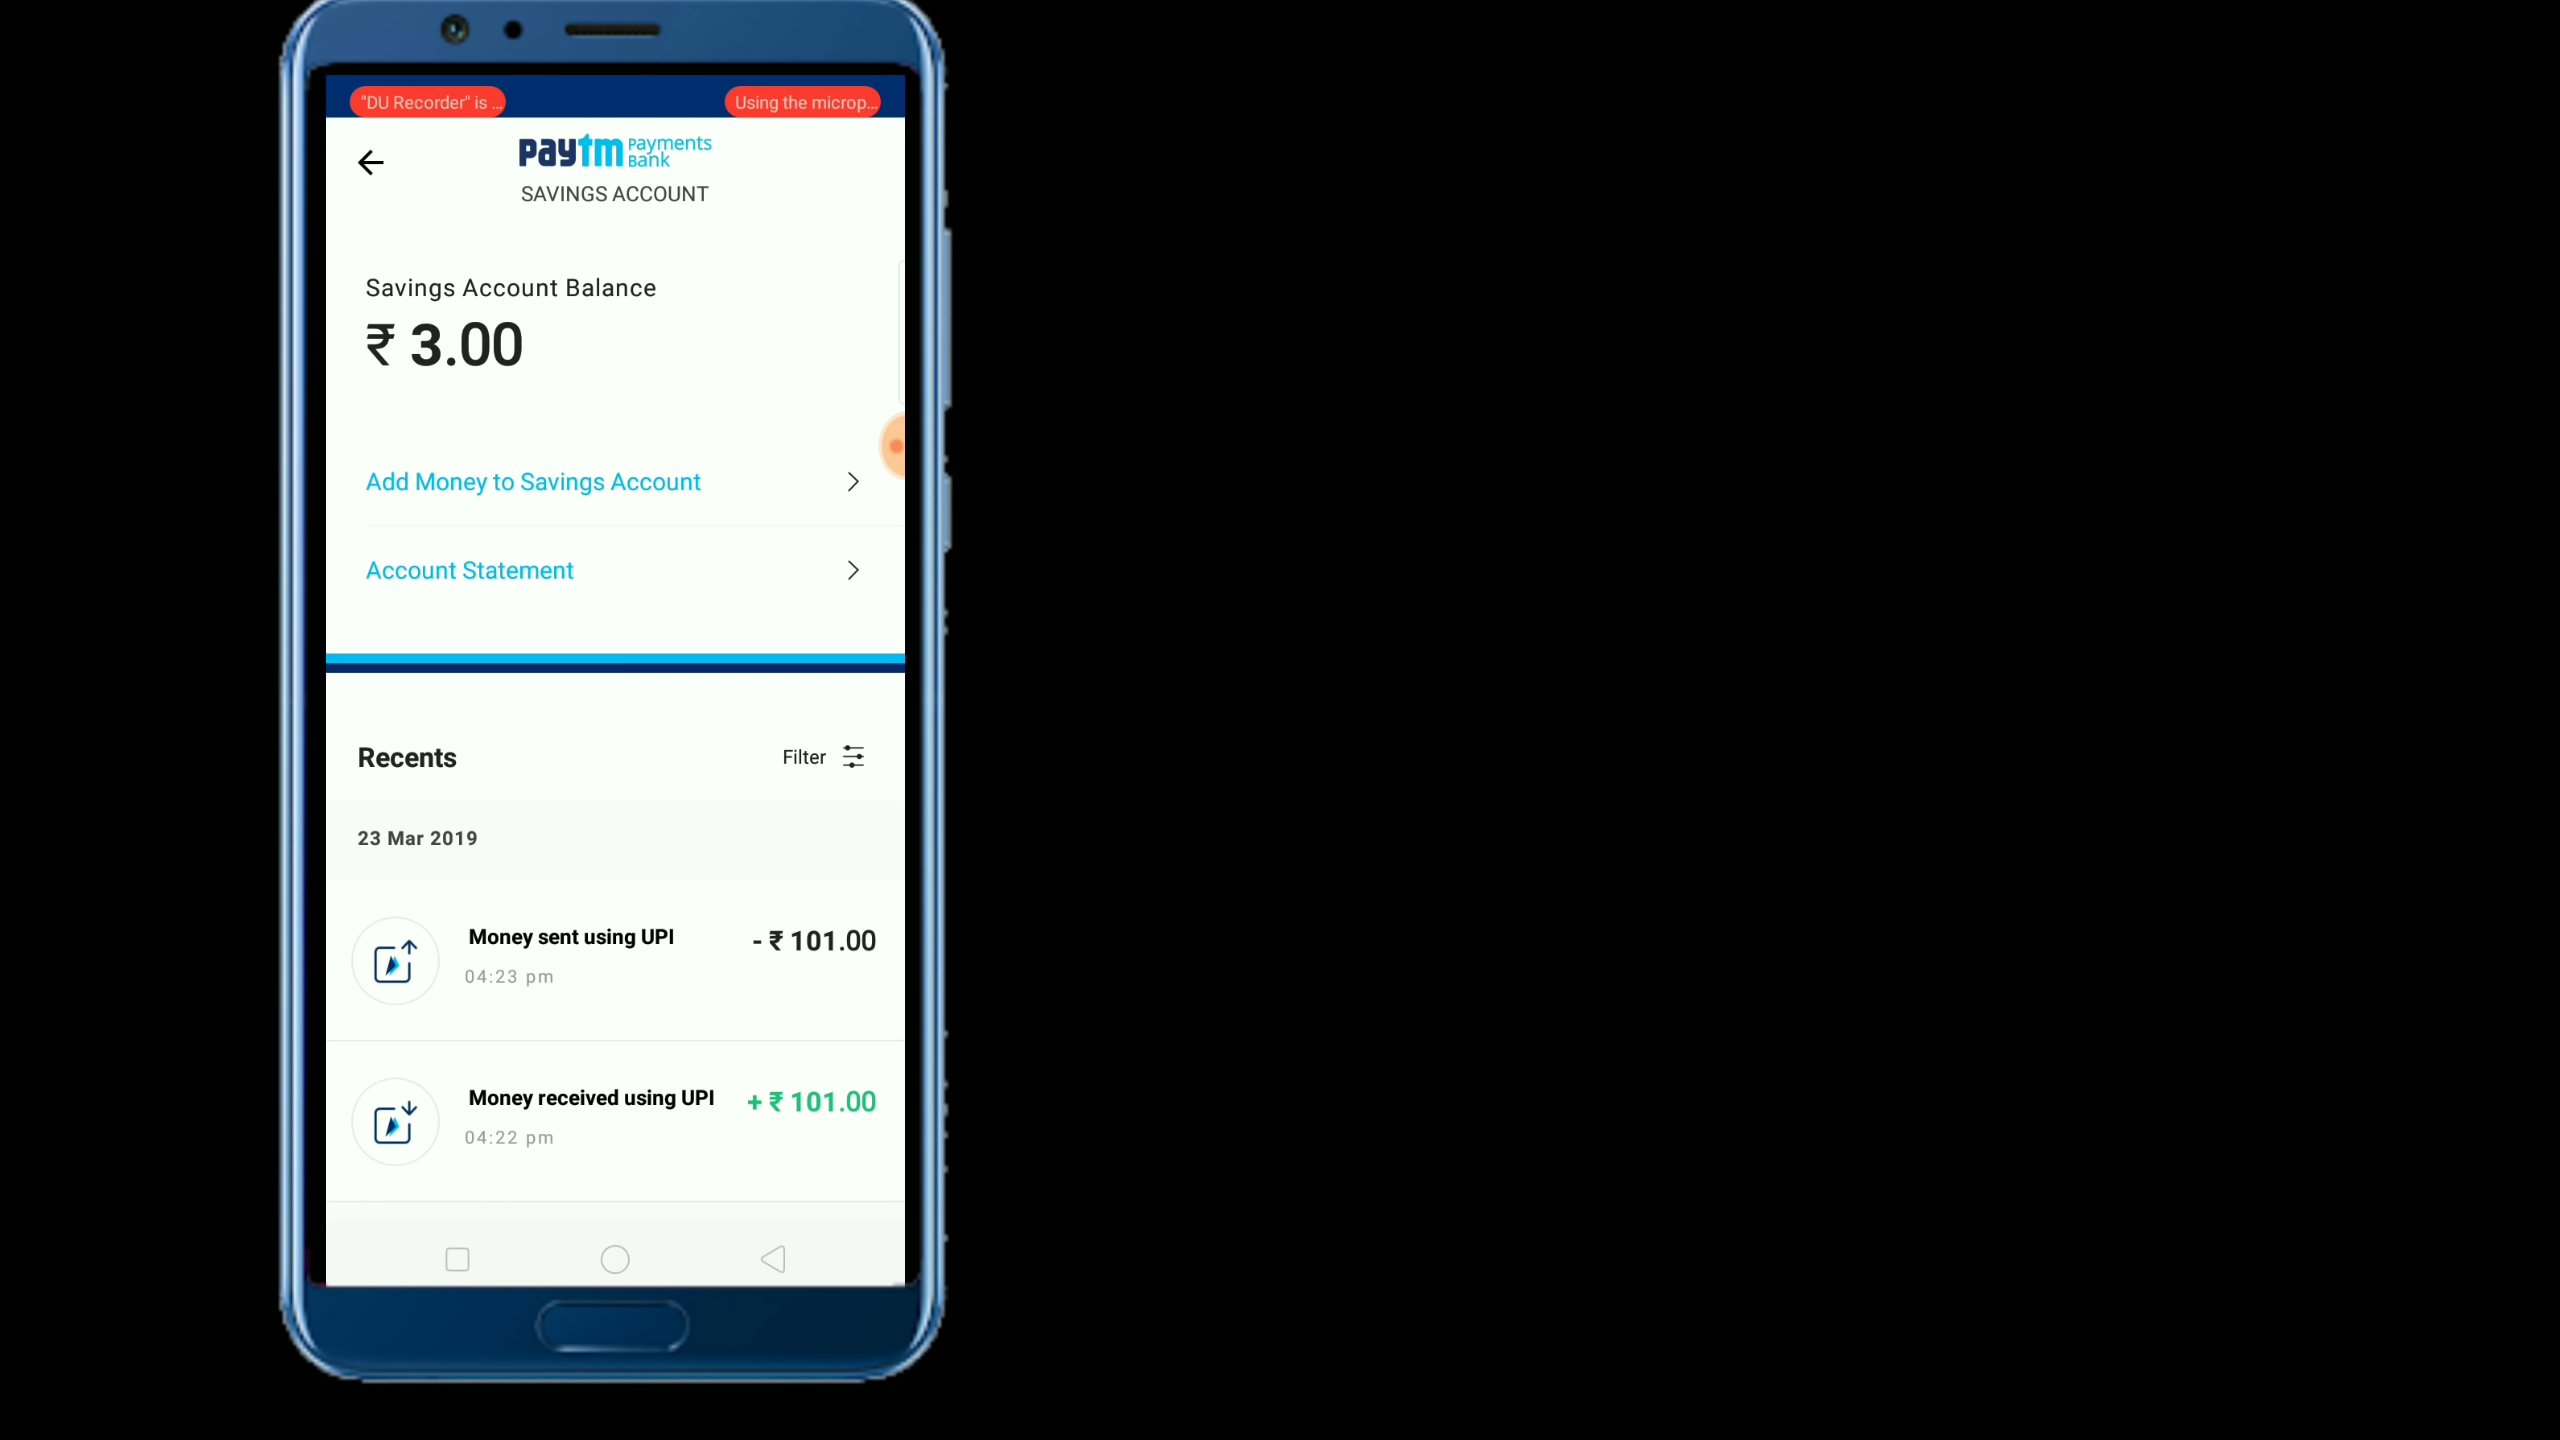 "DU Recorder" is ...
Using the microp...
paytm Payments Bank
SAVINGS ACCOUNT
Savings Account Balance
₹ 3.00
Add Money to Savings Account
Account Statement
Recents
Filter
23 Mar 2019
Money sent using UPI
- ₹ 101.00
04:23 pm
Money received using UPI
+ ₹ 101.00
04:22 pm